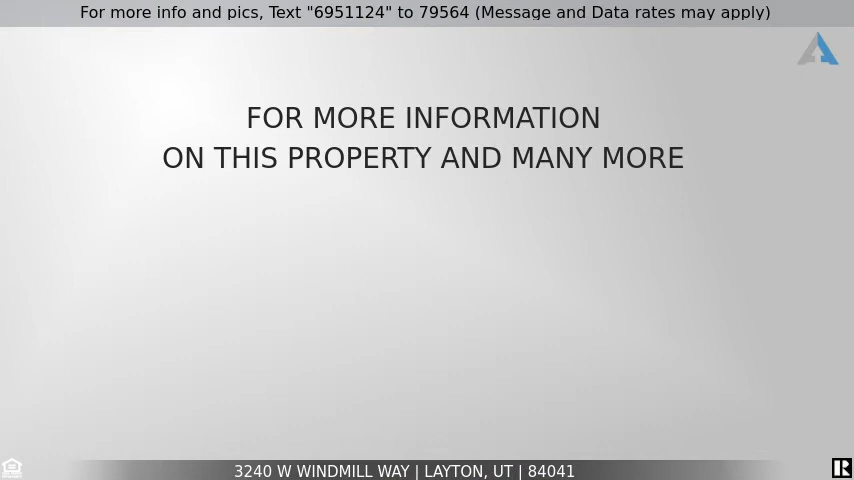 For more info and pics, Text "6951124" to 79564 (Message and Data rates may apply)
FOR MORE INFORMATION
ON THIS PROPERTY AND MANY MORE
3240 W WINDMILL WAY | LAYTON, UT | 84041